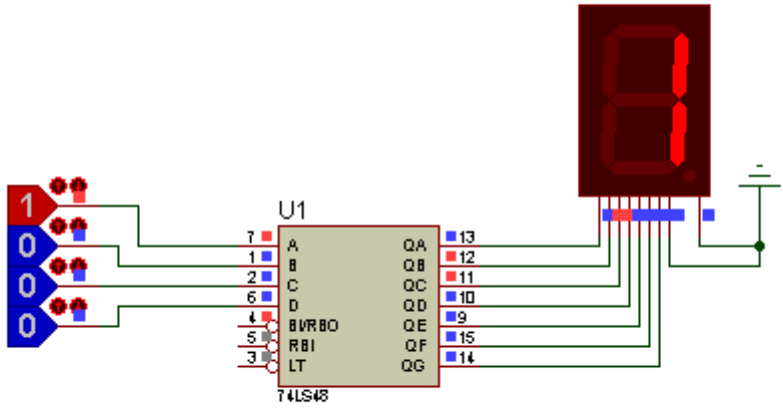 1
U1
1
0
0
0
7 A QA 13
1 B QB 12
2 C QC 11
6 D QD 10
4 BI/RBO QE 9
5 RBI QF 15
3 LT QG 14
74LS48